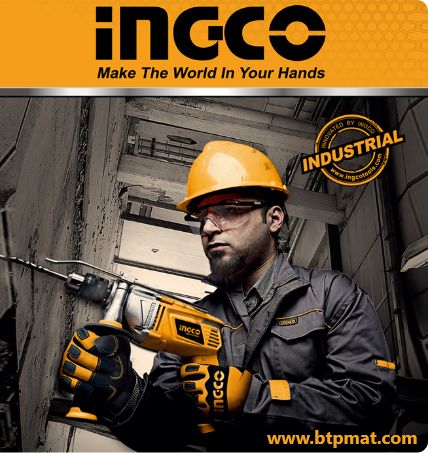 INGCO
Make The World In Your Hands
INNOVATED BY INGCO
INDUSTRIAL
www.ingcotools.com
INGCO
INGCO
INGCO
www.btpmat.com